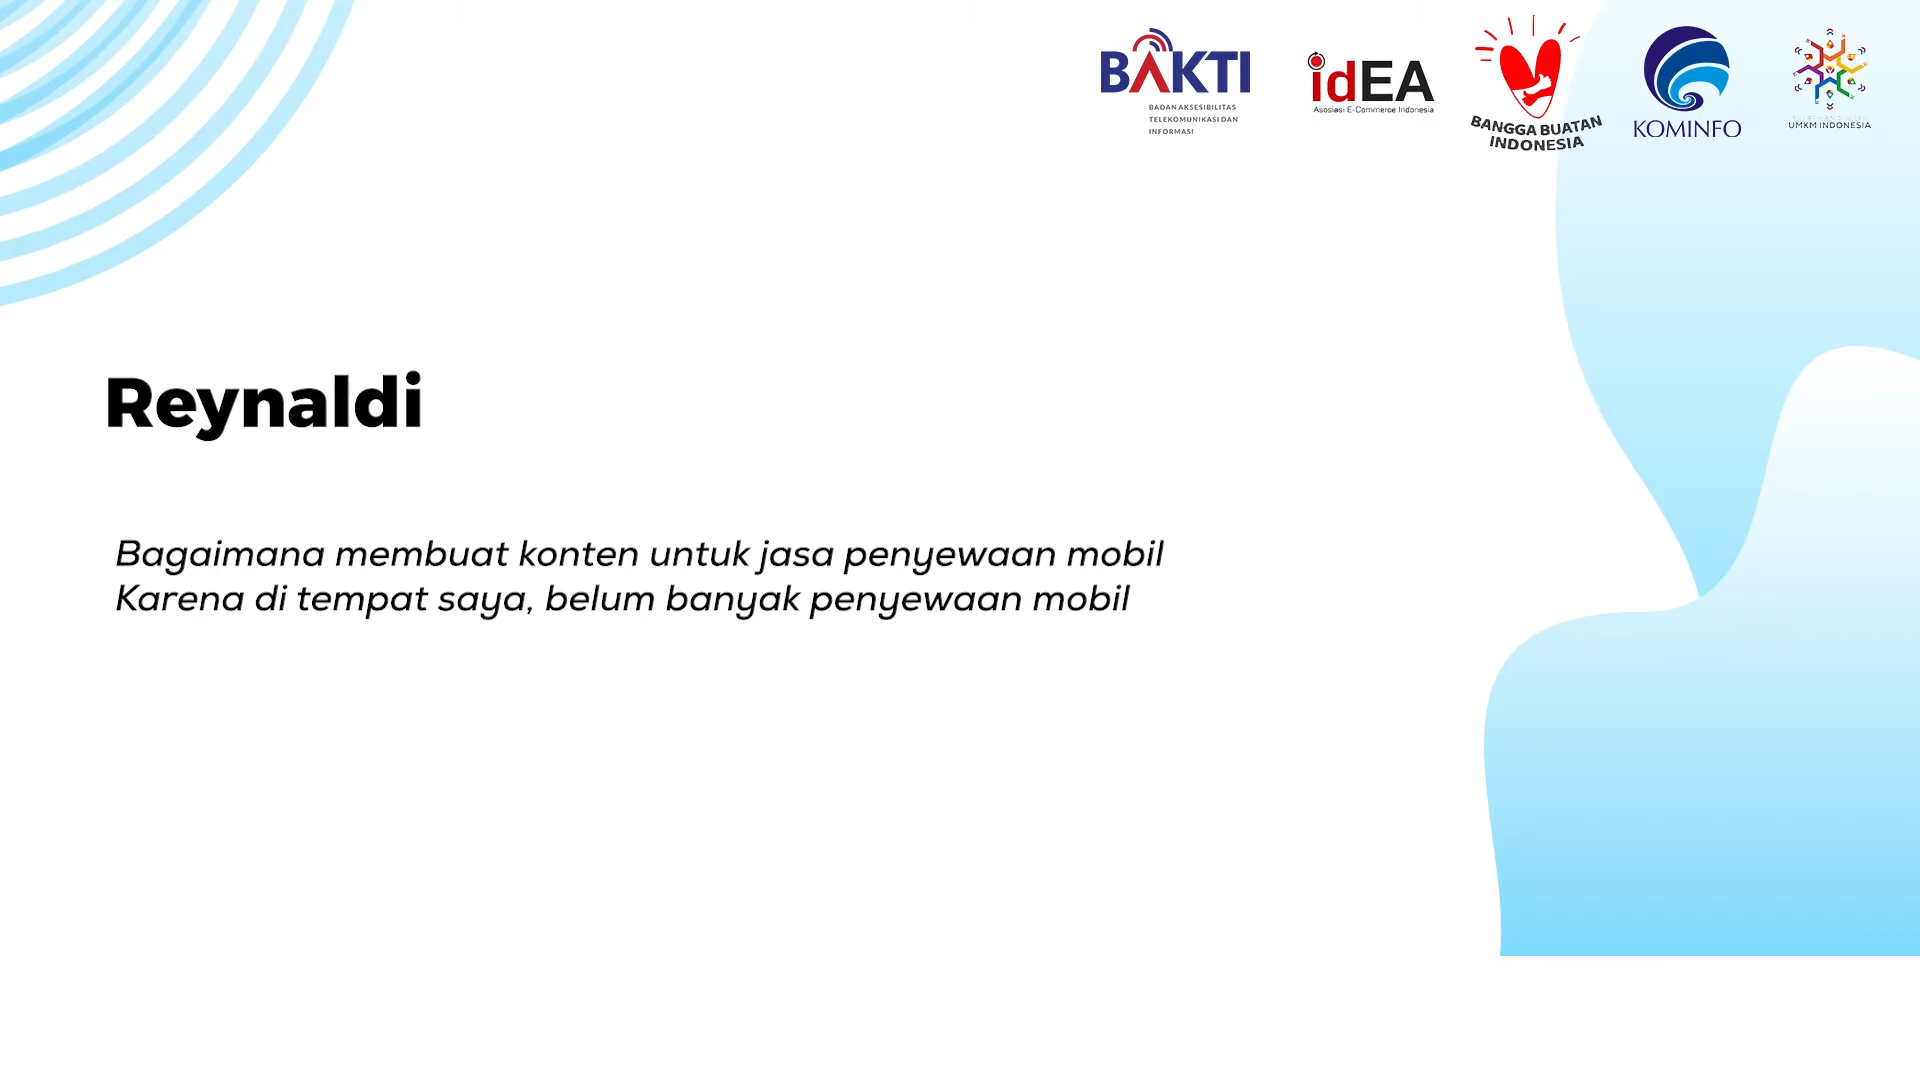 BAKTI
BADAN AKSESIBILITAS
TELEKOMUNIKASI DAN
INFORMASI
idEA
Asosiasi E-Commerce Indonesia
BANGGA BUATAN
INDONESIA
KOMINFO
UMKM INDONESIA
Reynaldi
Bagaimana membuat konten untuk jasa penyewaan mobil
Karena di tempat saya, belum banyak penyewaan mobil